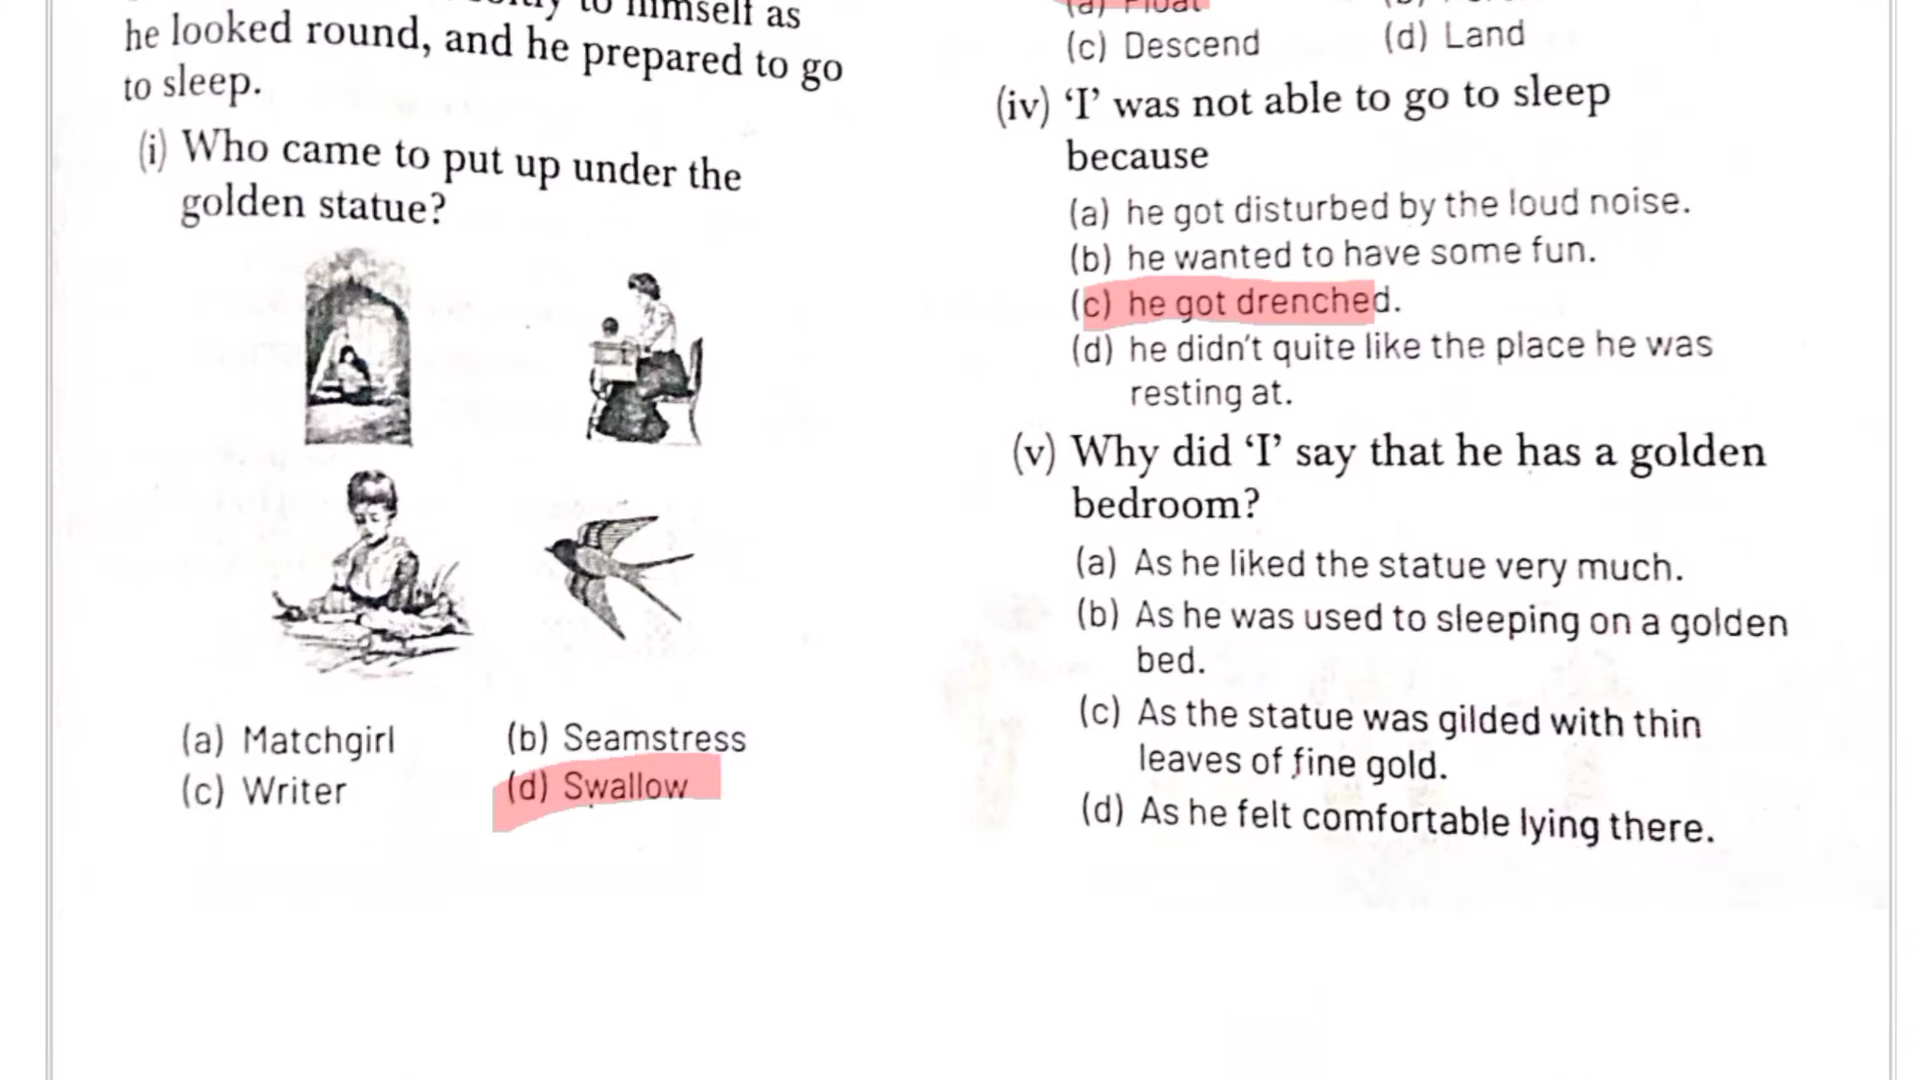 to himself as
he looked round, and he prepared to go
to sleep.
(i) Who came to put up under the
golden statue?
(a) Matchgirl
(b) Seamstress
(c) Writer
(d) Swallow
(a) Float
(c) Descend
(d) Land
(iv) ‘I’ was not able to go to sleep
because
(a) he got disturbed by the loud noise.
(b) he wanted to have some fun.
(c) he got drenched.
(d) he didn’t quite like the place he was
resting at.
(v) Why did ‘I’ say that he has a golden
bedroom?
(a) As he liked the statue very much.
(b) As he was used to sleeping on a golden
bed.
(c) As the statue was gilded with thin
leaves of fine gold.
(d) As he felt comfortable lying there.